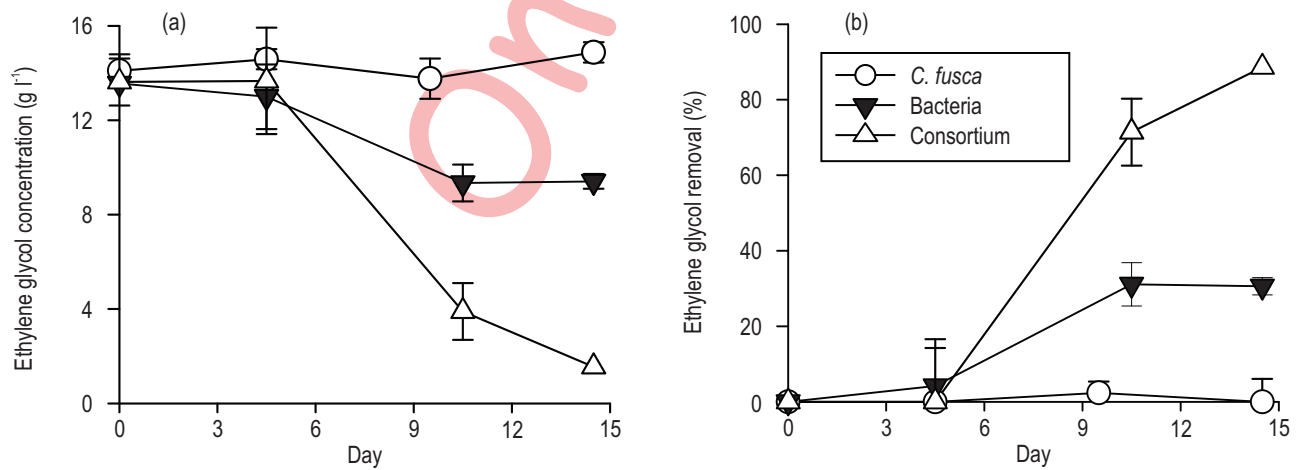 (a)
Ethylene glycol concentration (g l⁻¹)
16
12
8
4
0
0 3 6 9 12 15
Day
On
(b)
Ethylene glycol removal (%)
100
80
60
40
20
0
C. fusca
Bacteria
Consortium
0 3 6 9 12 15
Day